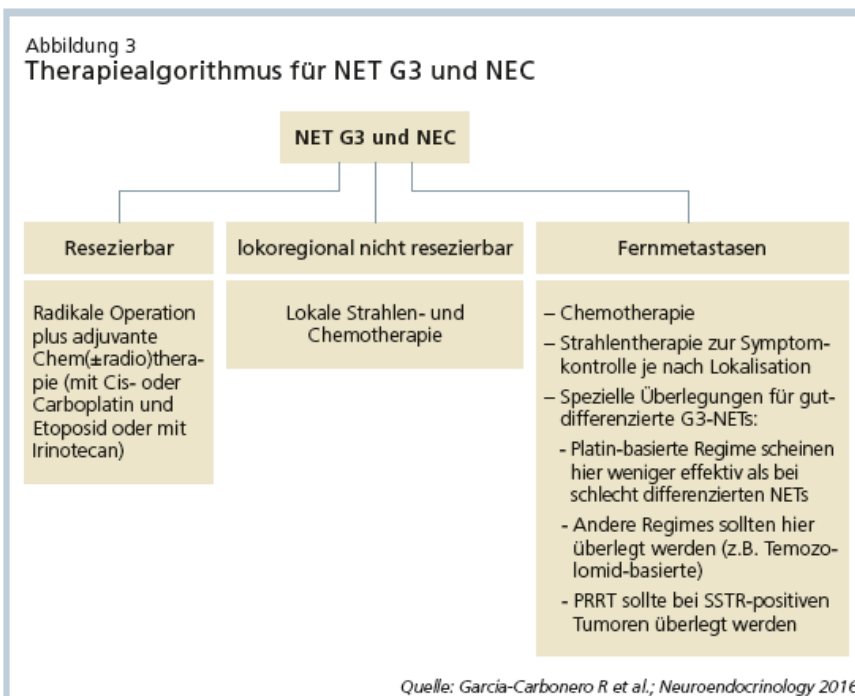 Abbildung 3
Therapiealgorithmus für NET G3 und NEC
NET G3 und NEC
Resezierbar
Radikale Operation
plus adjuvante
Chem(±radio)thera-
pie (mit Cis- oder
Carboplatin und
Etoposid oder mit
Irinotecan)
lokoregional nicht resezierbar
Lokale Strahlen- und
Chemotherapie
Fernmetastasen
– Chemotherapie
– Strahlentherapie zur Symptom-
kontrolle je nach Lokalisation
– Spezielle Überlegungen für gut-
differenzierte G3-NETs:
- Platin-basierte Regime scheinen
hier weniger effektiv als bei
schlecht differenzierten NETs
- Andere Regimes sollten hier
überlegt werden (z.B. Temozo-
lomid-basierte)
- PRRT sollte bei SSTR-positiven
Tumoren überlegt werden
Quelle: Garcia-Carbonero R et al.; Neuroendocrinology 2016